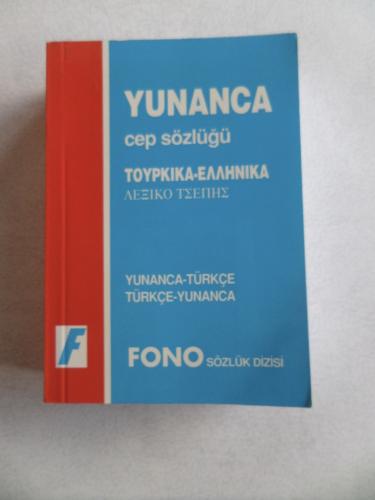 YUNANCA
cep sözlüğü
ΤΟΥΡΚΙΚΑ-ΕΛΛΗΝΙΚΑ
ΛΕΞΙΚΟ ΤΣΕΠΗΣ
YUNANCA-TÜRKÇE
TÜRKÇE-YUNANCA
F
FONO SÖZLÜK DİZİSİ